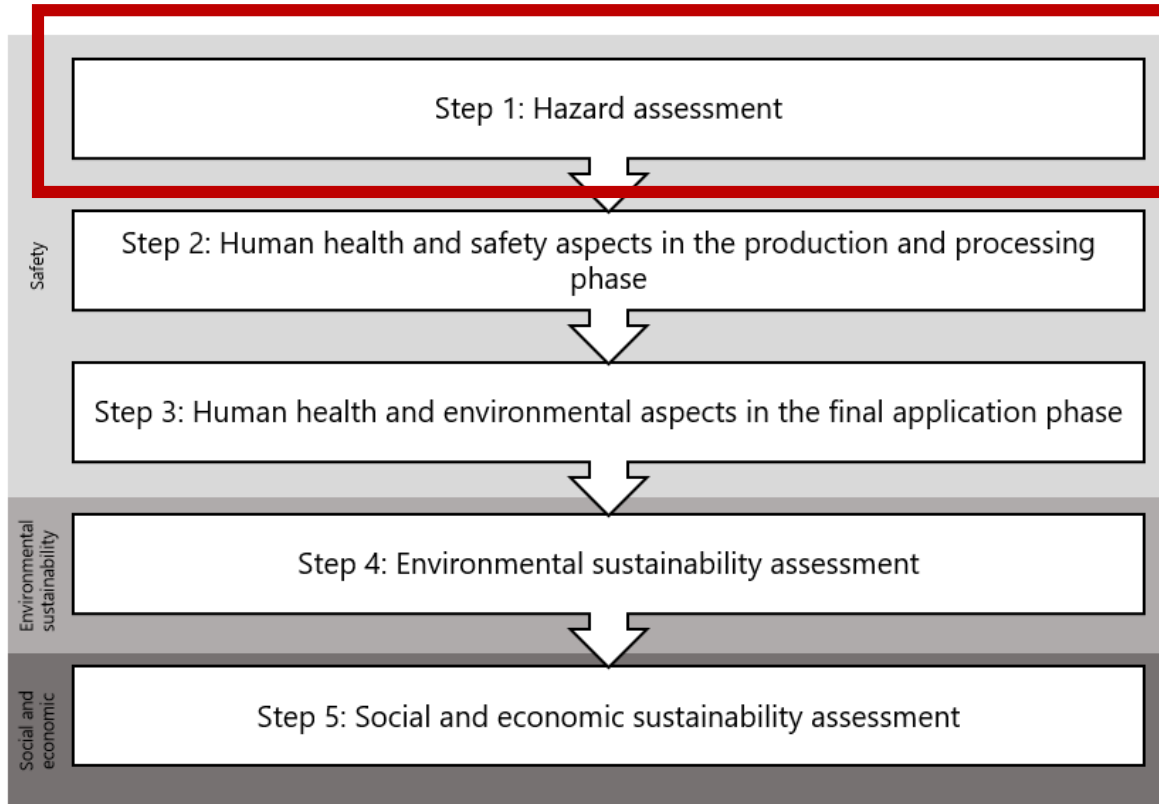 Step 1: Hazard assessment
Safety
Step 2: Human health and safety aspects in the production and processing
phase
Step 3: Human health and environmental aspects in the final application phase
Environmental
sustainability
Step 4: Environmental sustainability assessment
Social and
economic
Step 5: Social and economic sustainability assessment